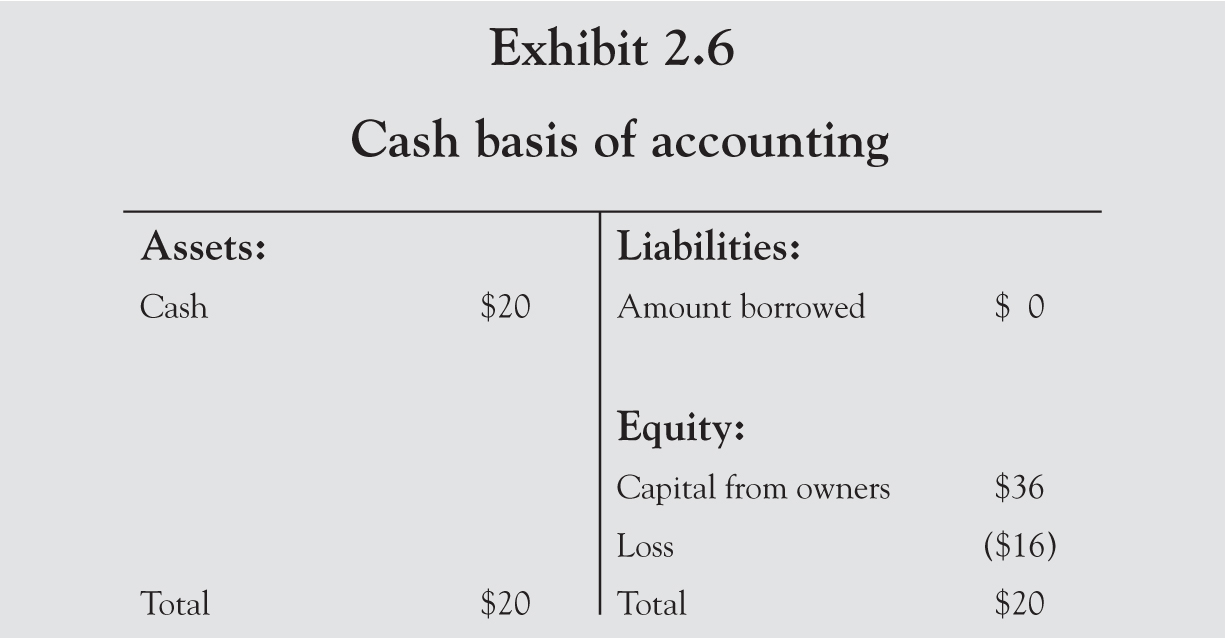 Exhibit 2.6
Cash basis of accounting
Assets:
Cash $20
Total $20
Liabilities:
Amount borrowed $ 0
Equity:
Capital from owners $36
Loss ($16)
Total $20